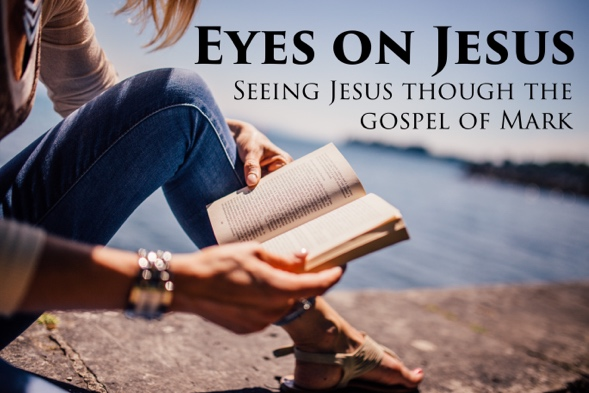 Eyes on Jesus
Seeing Jesus though the
gospel of Mark